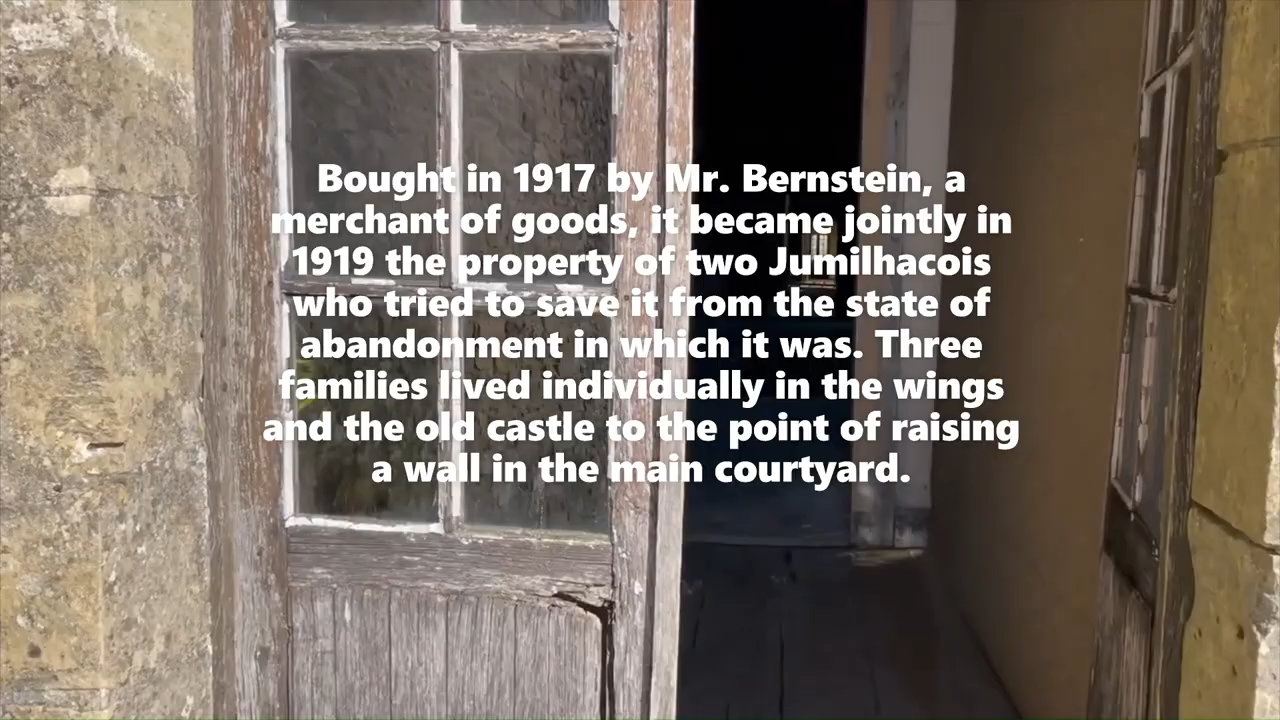 Bought in 1917 by Mr. Bernstein, a
merchant of goods, it became jointly in
1919 the property of two Jumilhacois
who tried to save it from the state of
abandonment in which it was. Three
families lived individually in the wings
and the old castle to the point of raising
a wall in the main courtyard.